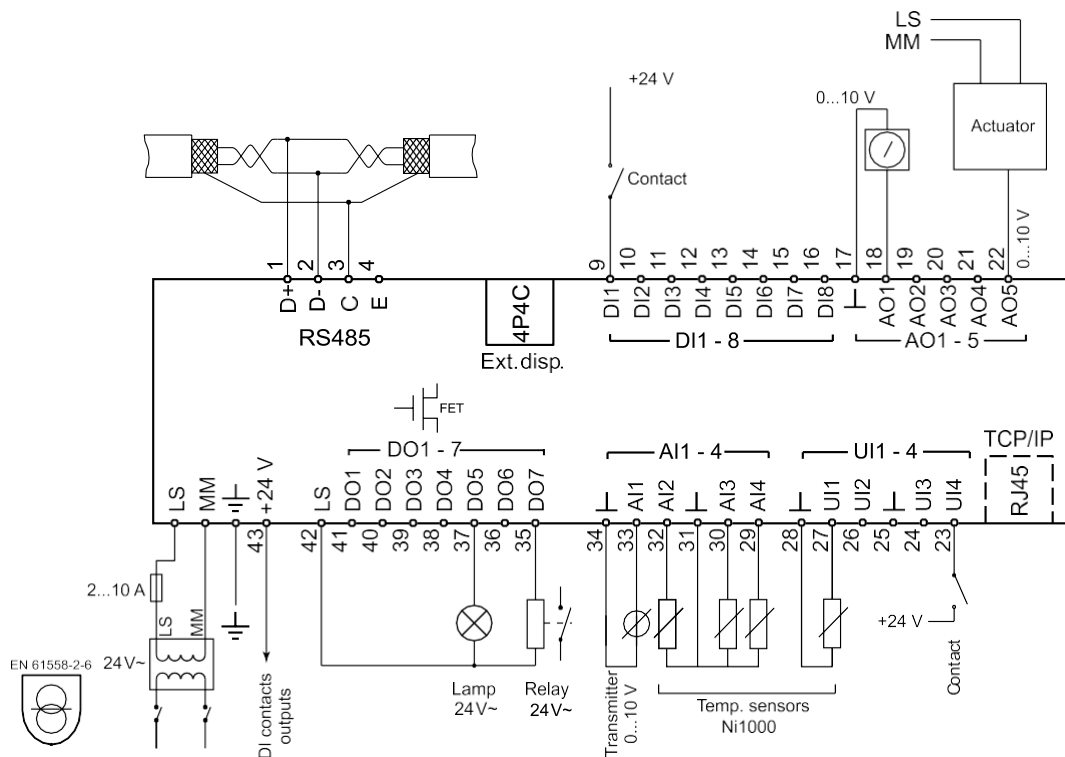 LS
MM
+24 V
0...10 V
Actuator
Contact
0...10 V
1
2
3
4
9
10
11
12
13
14
15
16
17
18
19
20
21
22
D+
D-
C
E
RS485
4P4C
Ext.disp.
DI1
DI2
DI3
DI4
DI5
DI6
DI7
DI8
DI1 - 8
AO1
AO2
AO3
AO4
AO5
AO1 - 5
FET
DO1 - 7
AI1 - 4
UI1 - 4
TCP/IP
RJ45
LS
MM
+24 V
LS
DO1
DO2
DO3
DO4
DO5
DO6
DO7
AI1
AI2
AI3
AI4
UI1
UI2
UI3
UI4
43
42
41
40
39
38
37
36
35
34
33
32
31
30
29
28
27
26
25
24
23
2...10 A
LS
MM
EN 61558-2-6
24V~
DI contacts
outputs
Lamp
24V~
Relay
24V~
Transmitter
0...10 V
Temp. sensors
Ni1000
+24 V
Contact